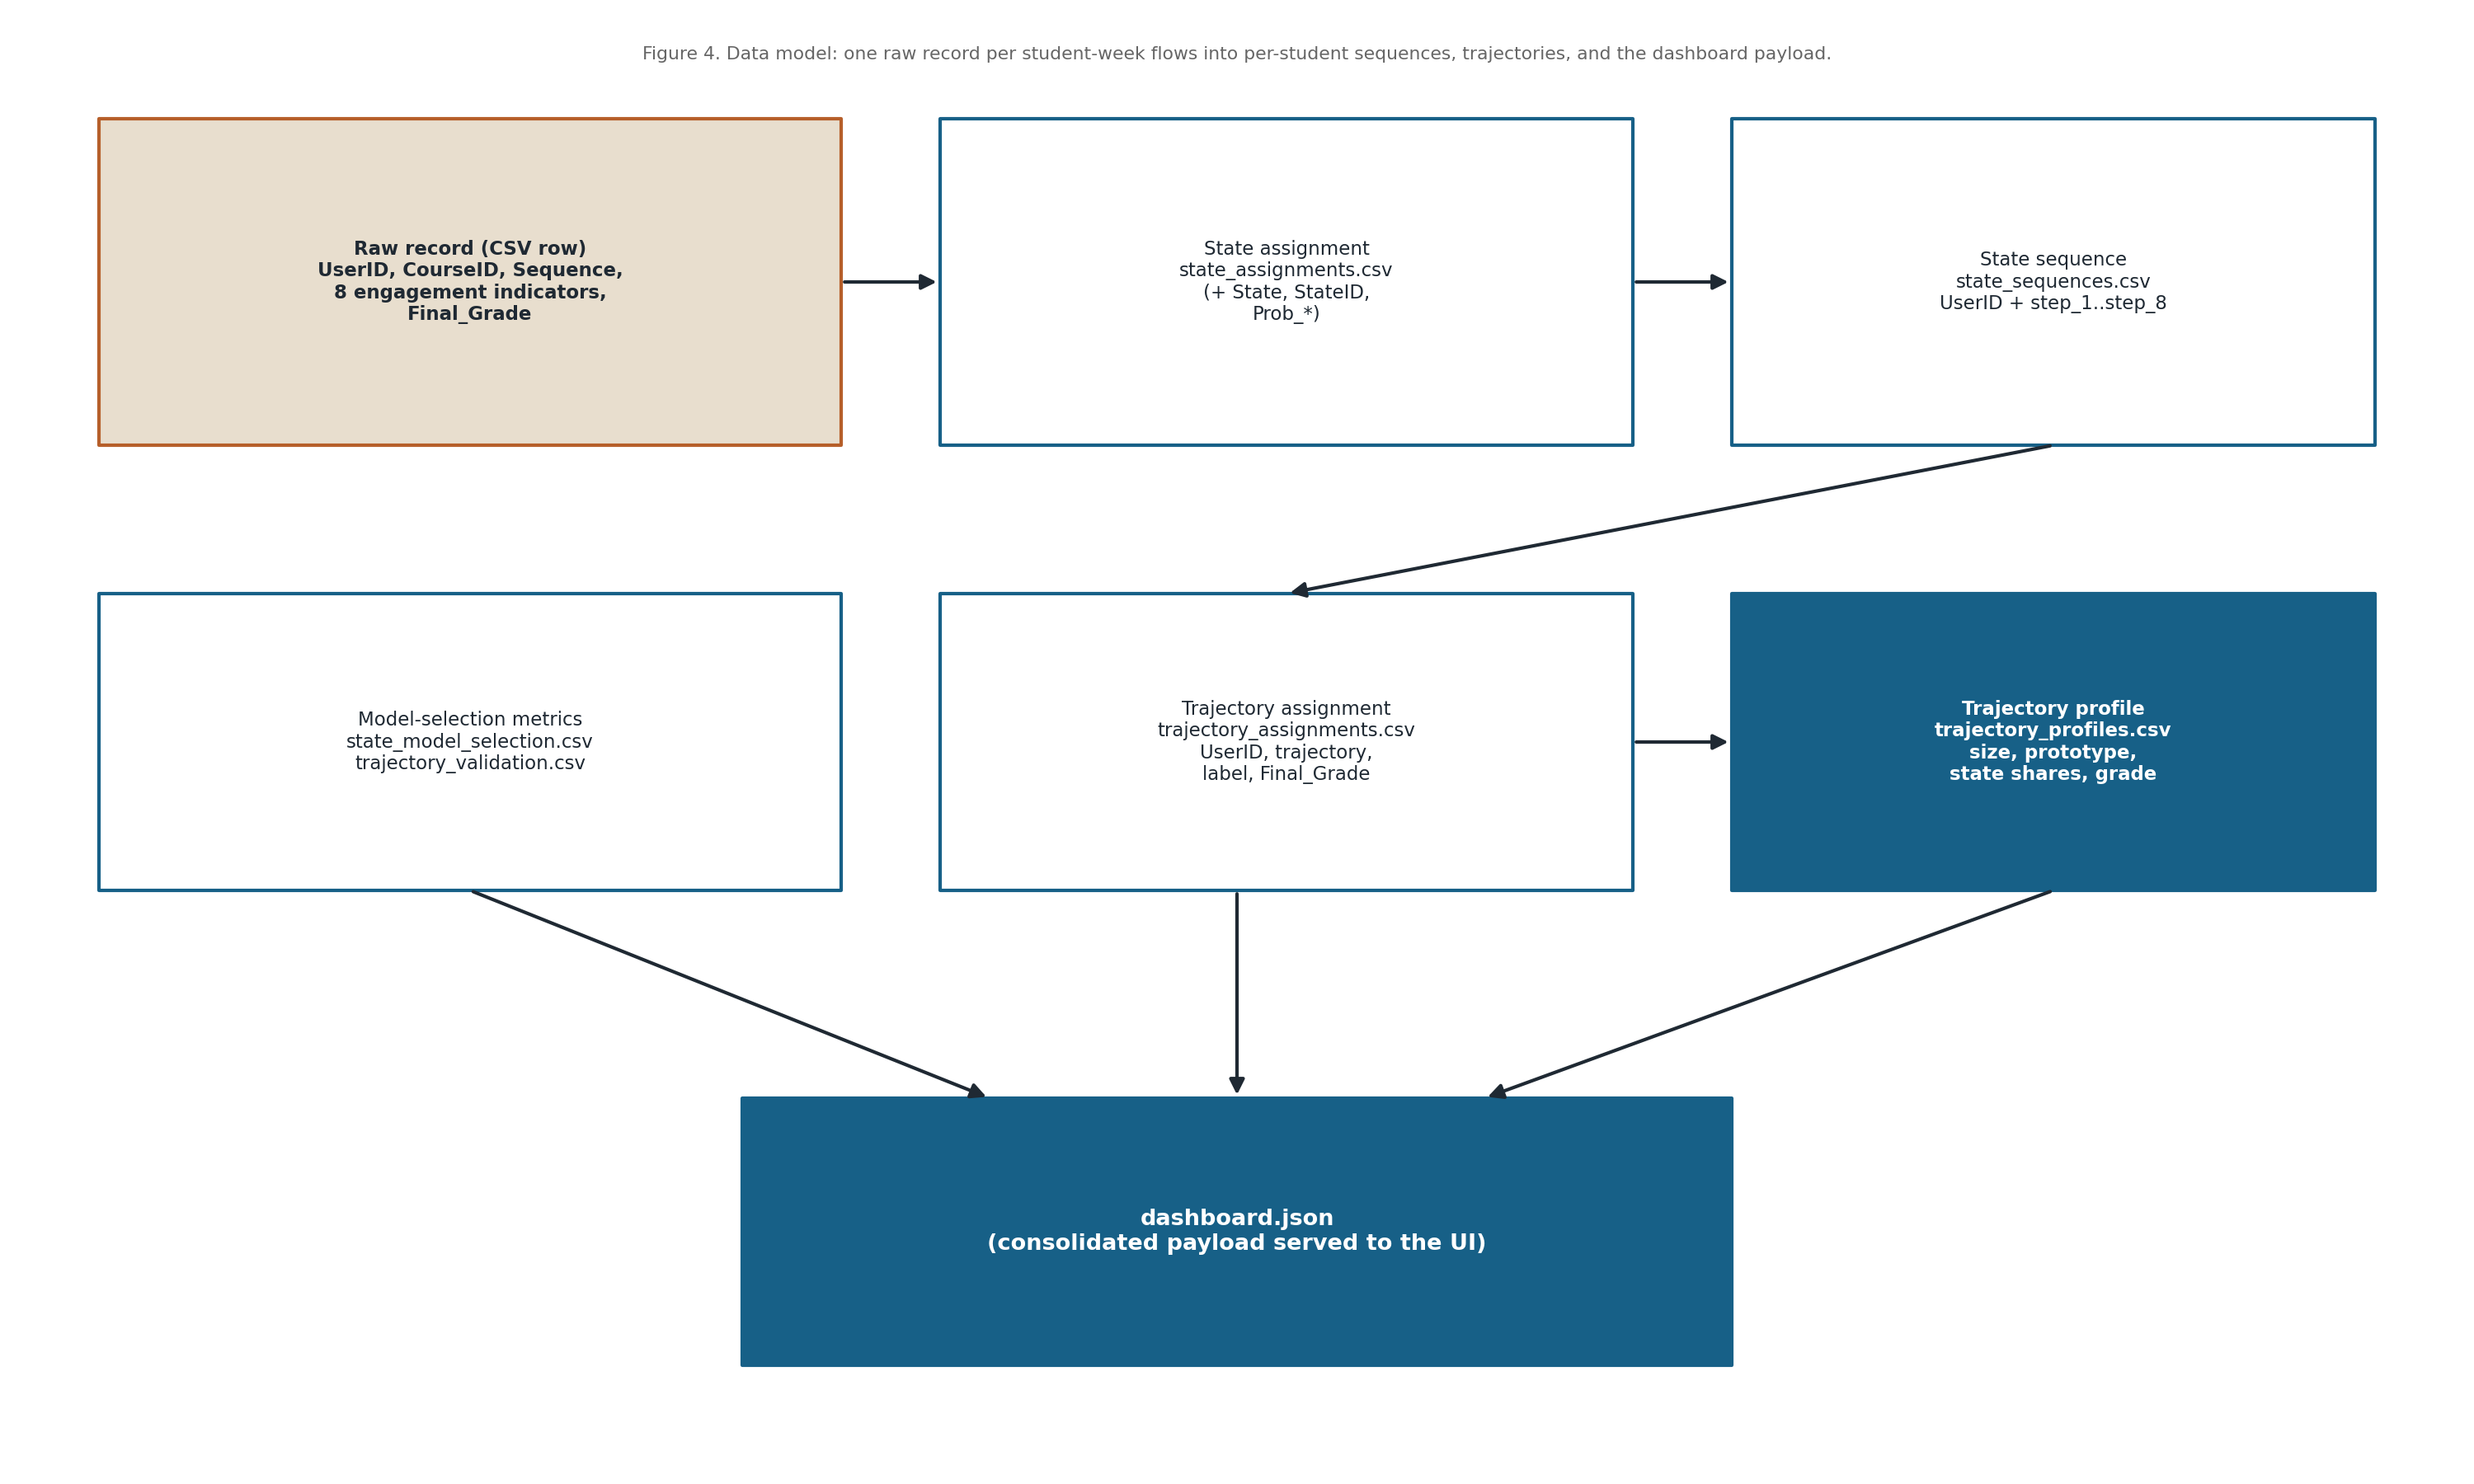 Figure 4. Data model: one raw record per student-week flows into per-student sequences, trajectories, and the dashboard payload.
Raw record (CSV row)
UserID, CourseID, Sequence,
8 engagement indicators,
Final_Grade
State assignment
state_assignments.csv
(+ State, StateID,
Prob_*)
State sequence
state_sequences.csv
UserID + step_1..step_8
Model-selection metrics
state_model_selection.csv
trajectory_validation.csv
Trajectory assignment
trajectory_assignments.csv
UserID, trajectory,
label, Final_Grade
Trajectory profile
trajectory_profiles.csv
size, prototype,
state shares, grade
dashboard.json
(consolidated payload served to the UI)